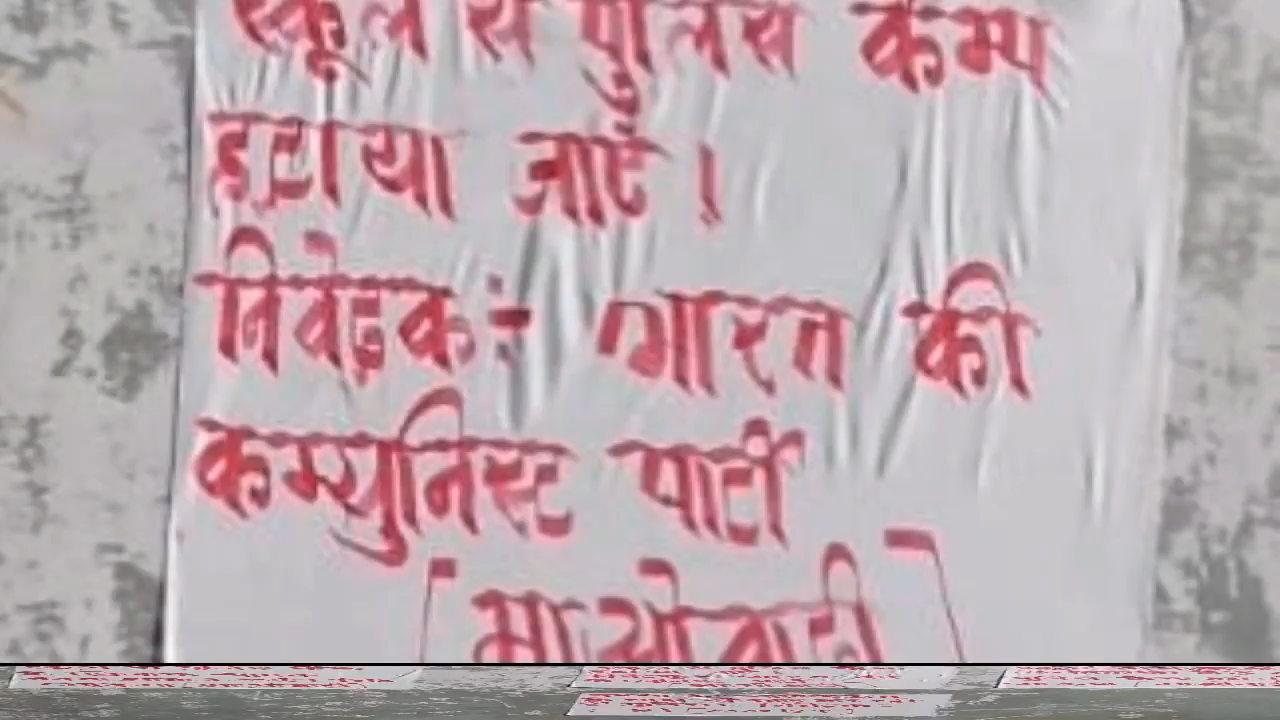 स्कूल से पुलिस कैम्प
हटाया जाएँ।
निवेदक:- भारत की
कम्युनिस्ट पार्टी
[माओवादी]